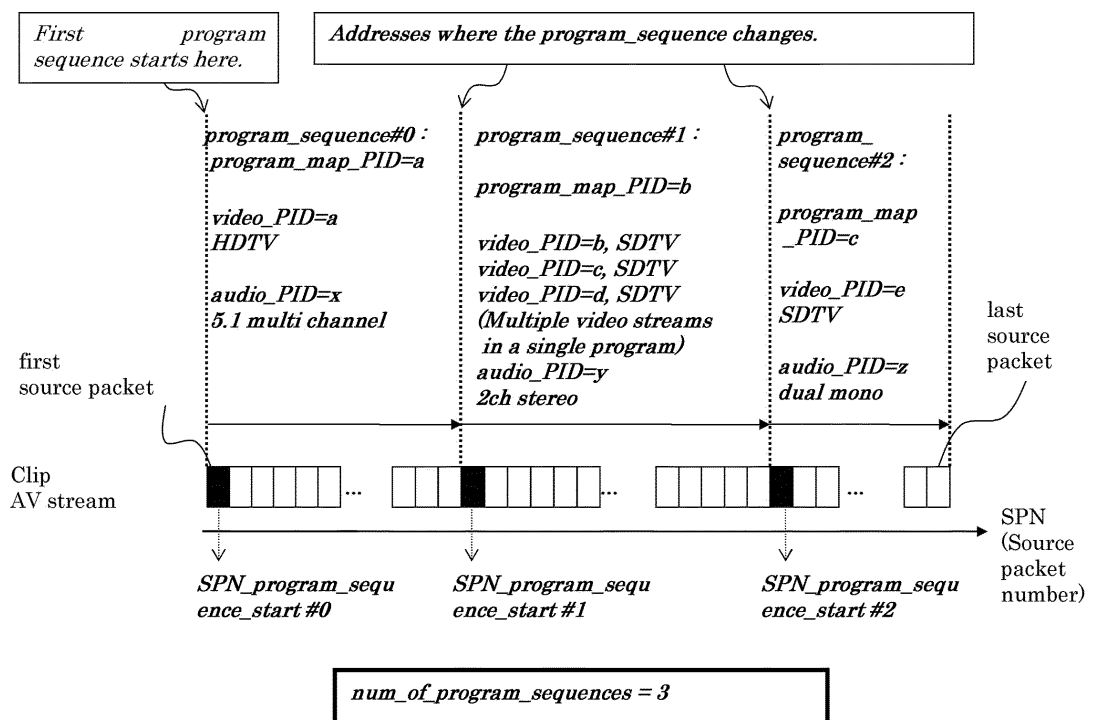 First program
sequence starts here.
Addresses where the program_sequence changes.
program_sequence#0 :
program_map_PID=a
video_PID=a
HDTV
audio_PID=x
5.1 multi channel
program_sequence#1 :
program_map_PID=b
video_PID=b, SDTV
video_PID=c, SDTV
video_PID=d, SDTV
(Multiple video streams
in a single program)
audio_PID=y
2ch stereo
program_
sequence#2 :
program_map
_PID=c
video_PID=e
SDTV
audio_PID=z
dual mono
first
source packet
last
source
packet
Clip
AV stream
...
...
...
SPN
(Source
packet
number)
SPN_program_sequ
ence_start #0
SPN_program_sequ
ence_start #1
SPN_program_sequ
ence_start #2
num_of_program_sequences = 3